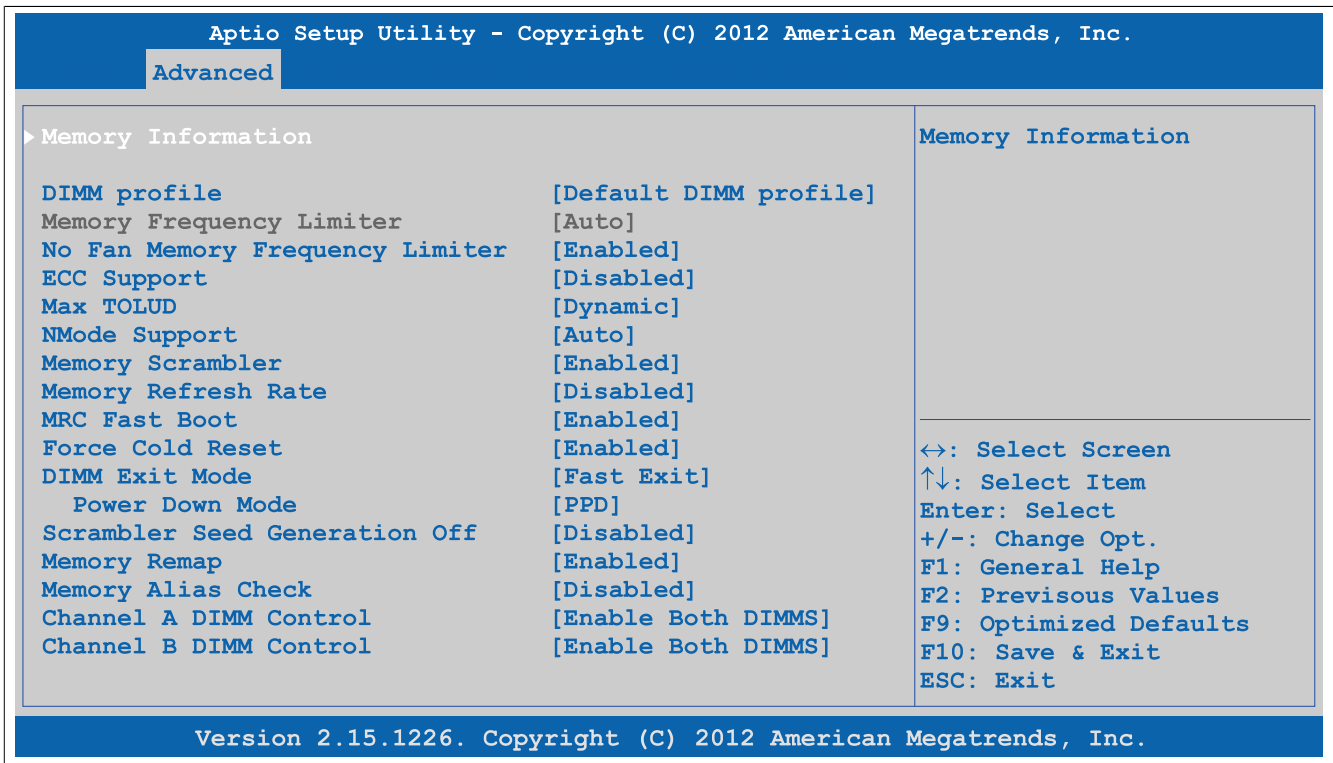 Aptio Setup Utility - Copyright (C) 2012 American Megatrends, Inc.
Advanced
Memory Information
DIMM profile [Default DIMM profile]
Memory Frequency Limiter [Auto]
No Fan Memory Frequency Limiter [Enabled]
ECC Support [Disabled]
Max TOLUD [Dynamic]
NMode Support [Auto]
Memory Scrambler [Enabled]
Memory Refresh Rate [Disabled]
MRC Fast Boot [Enabled]
Force Cold Reset [Enabled]
DIMM Exit Mode [Fast Exit]
Power Down Mode [PPD]
Scrambler Seed Generation Off [Disabled]
Memory Remap [Enabled]
Memory Alias Check [Disabled]
Channel A DIMM Control [Enable Both DIMMS]
Channel B DIMM Control [Enable Both DIMMS]
Memory Information
↔: Select Screen
↑↓: Select Item
Enter: Select
+/-: Change Opt.
F1: General Help
F2: Previsous Values
F9: Optimized Defaults
F10: Save & Exit
ESC: Exit
Version 2.15.1226. Copyright (C) 2012 American Megatrends, Inc.